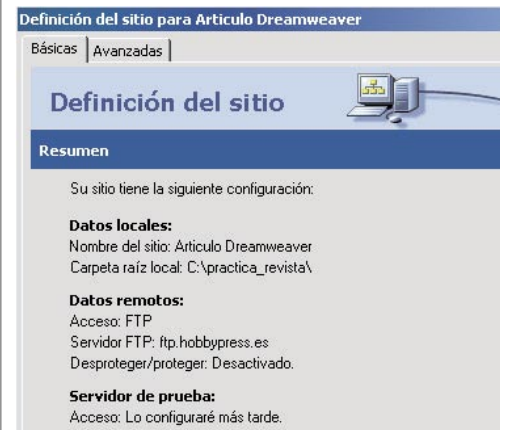 Definición del sitio para Articulo Dreamweaver
Básicas Avanzadas
Definición del sitio
Resumen
Su sitio tiene la siguiente configuración:
Datos locales:
Nombre del sitio: Articulo Dreamweaver
Carpeta raíz local: C:\practica_revista\
Datos remotos:
Acceso: FTP
Servidor FTP: ftp.hobbypress.es
Desproteger/proteger: Desactivado.
Servidor de prueba:
Acceso: Lo configuraré más tarde.